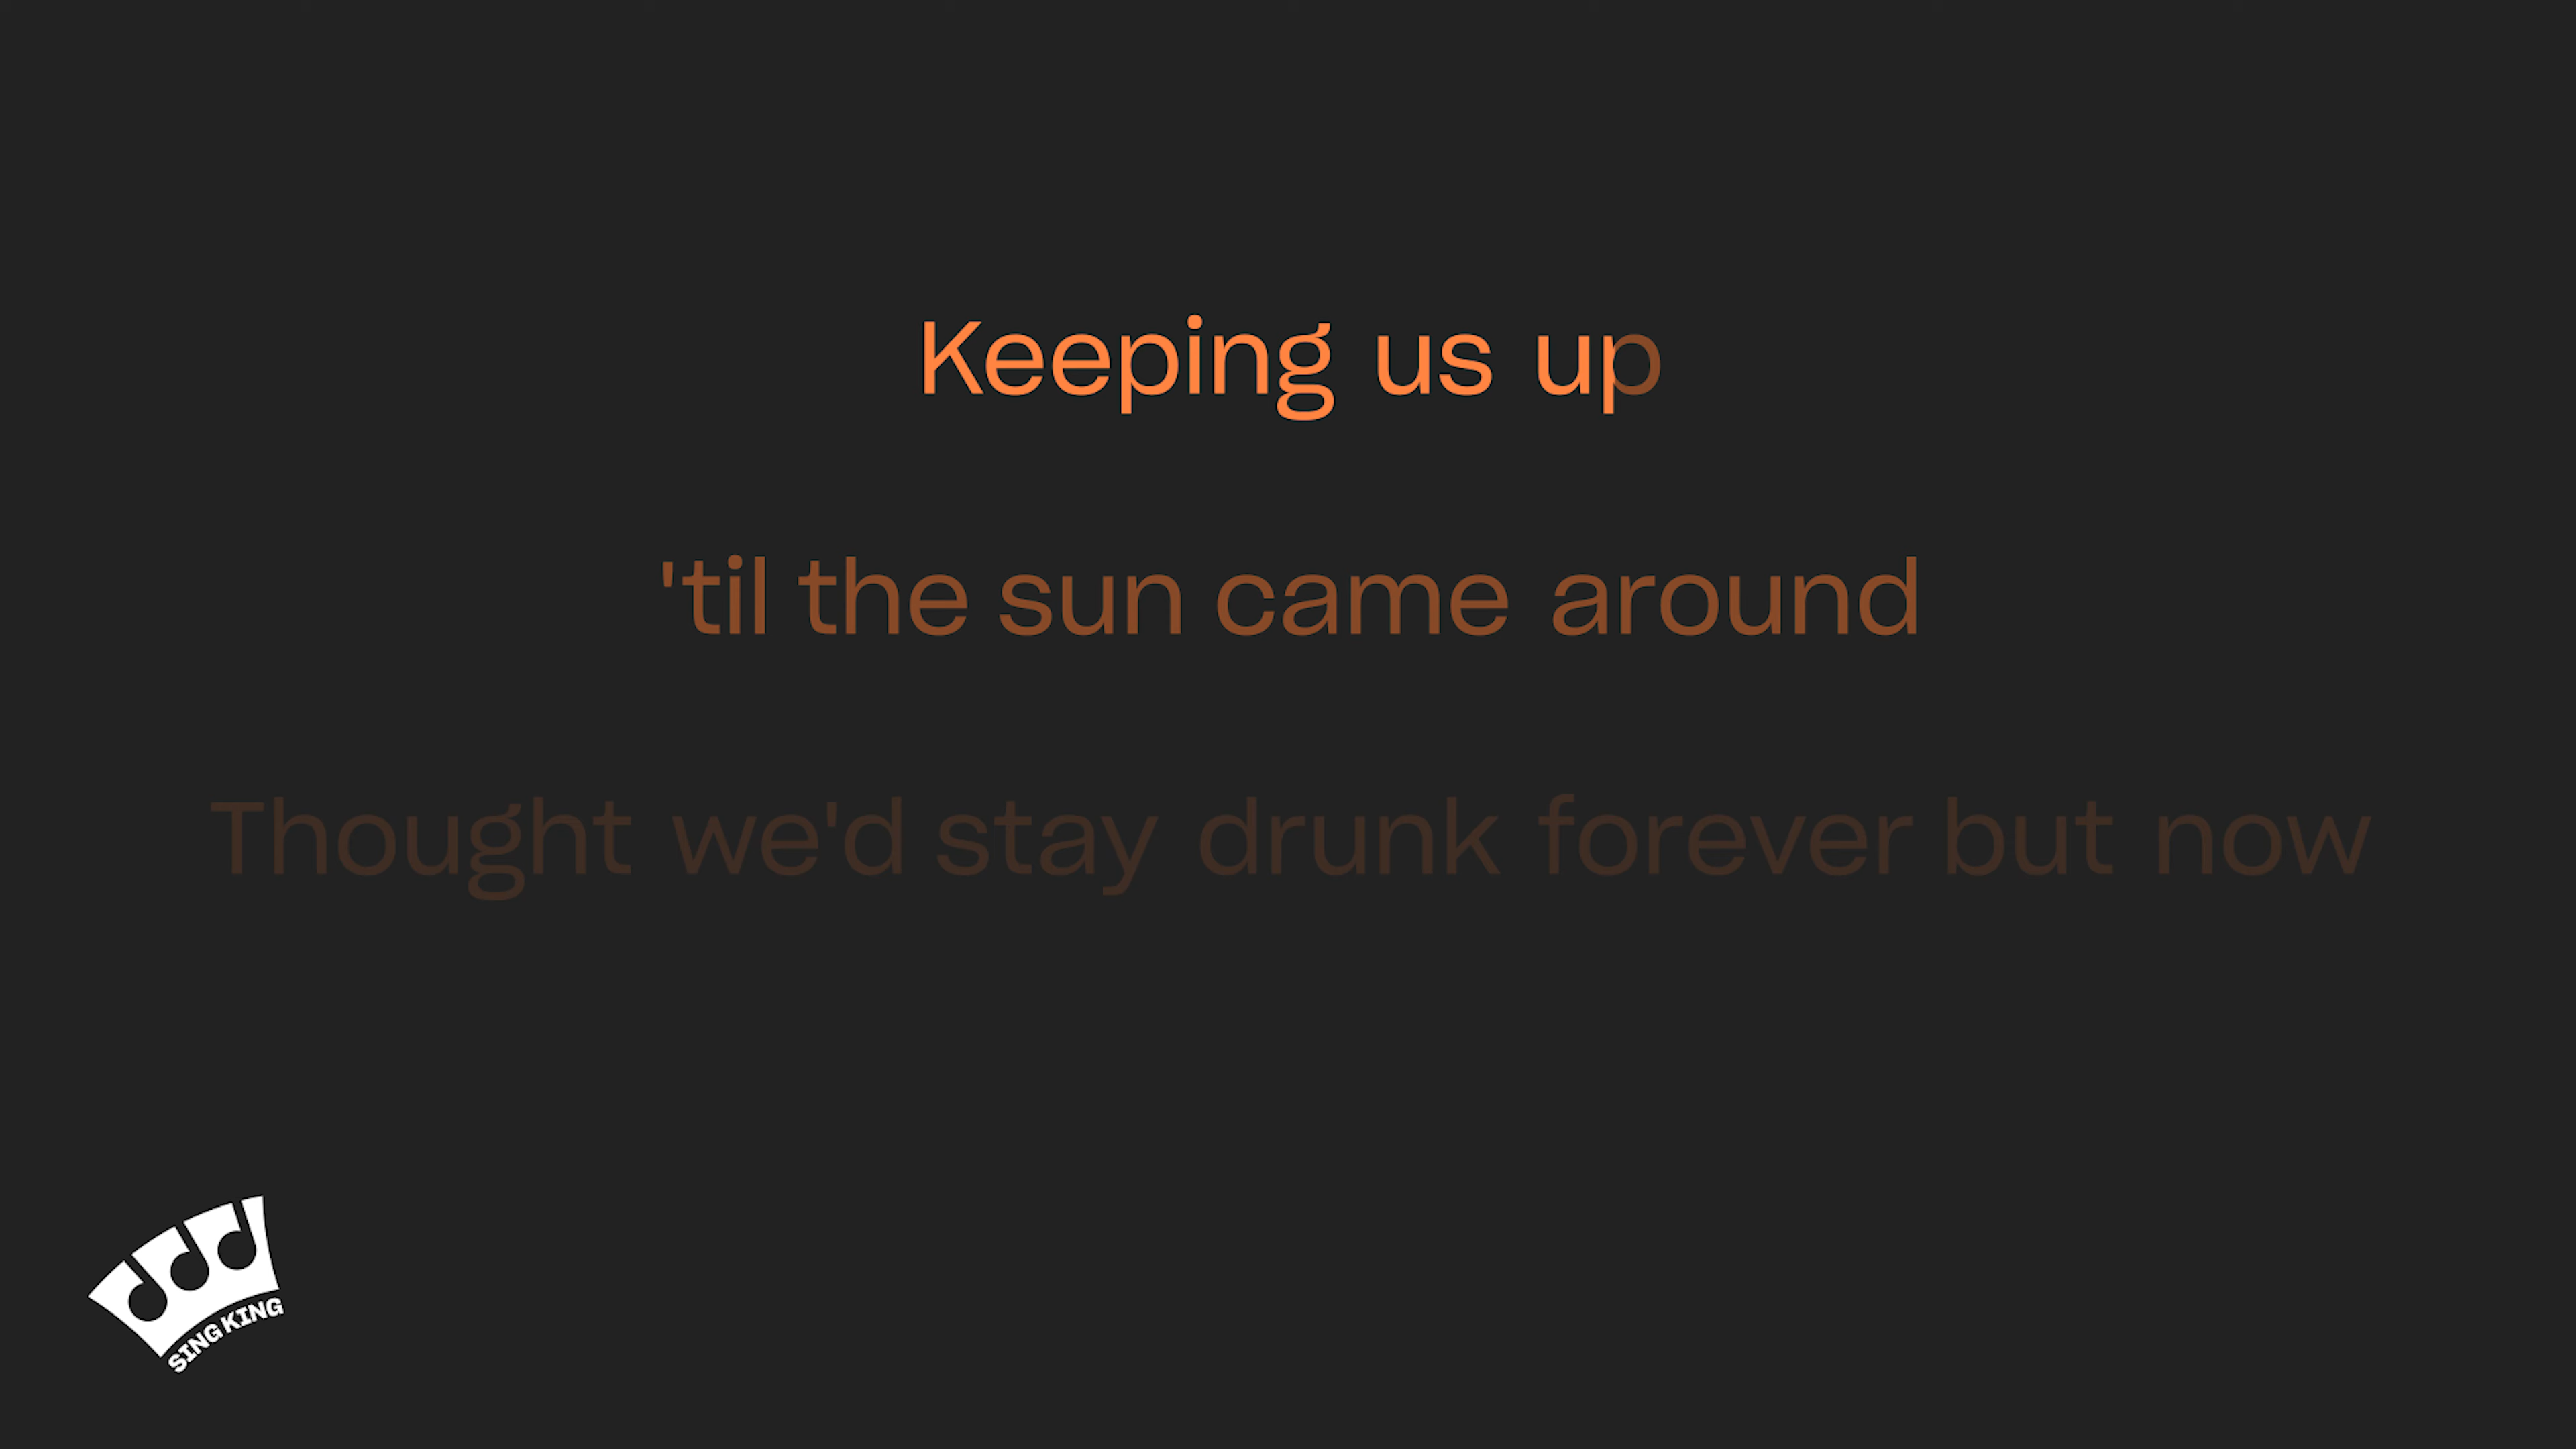 Keeping us up
'til the sun came around
Thought we'd stay drunk forever but now
SING KING